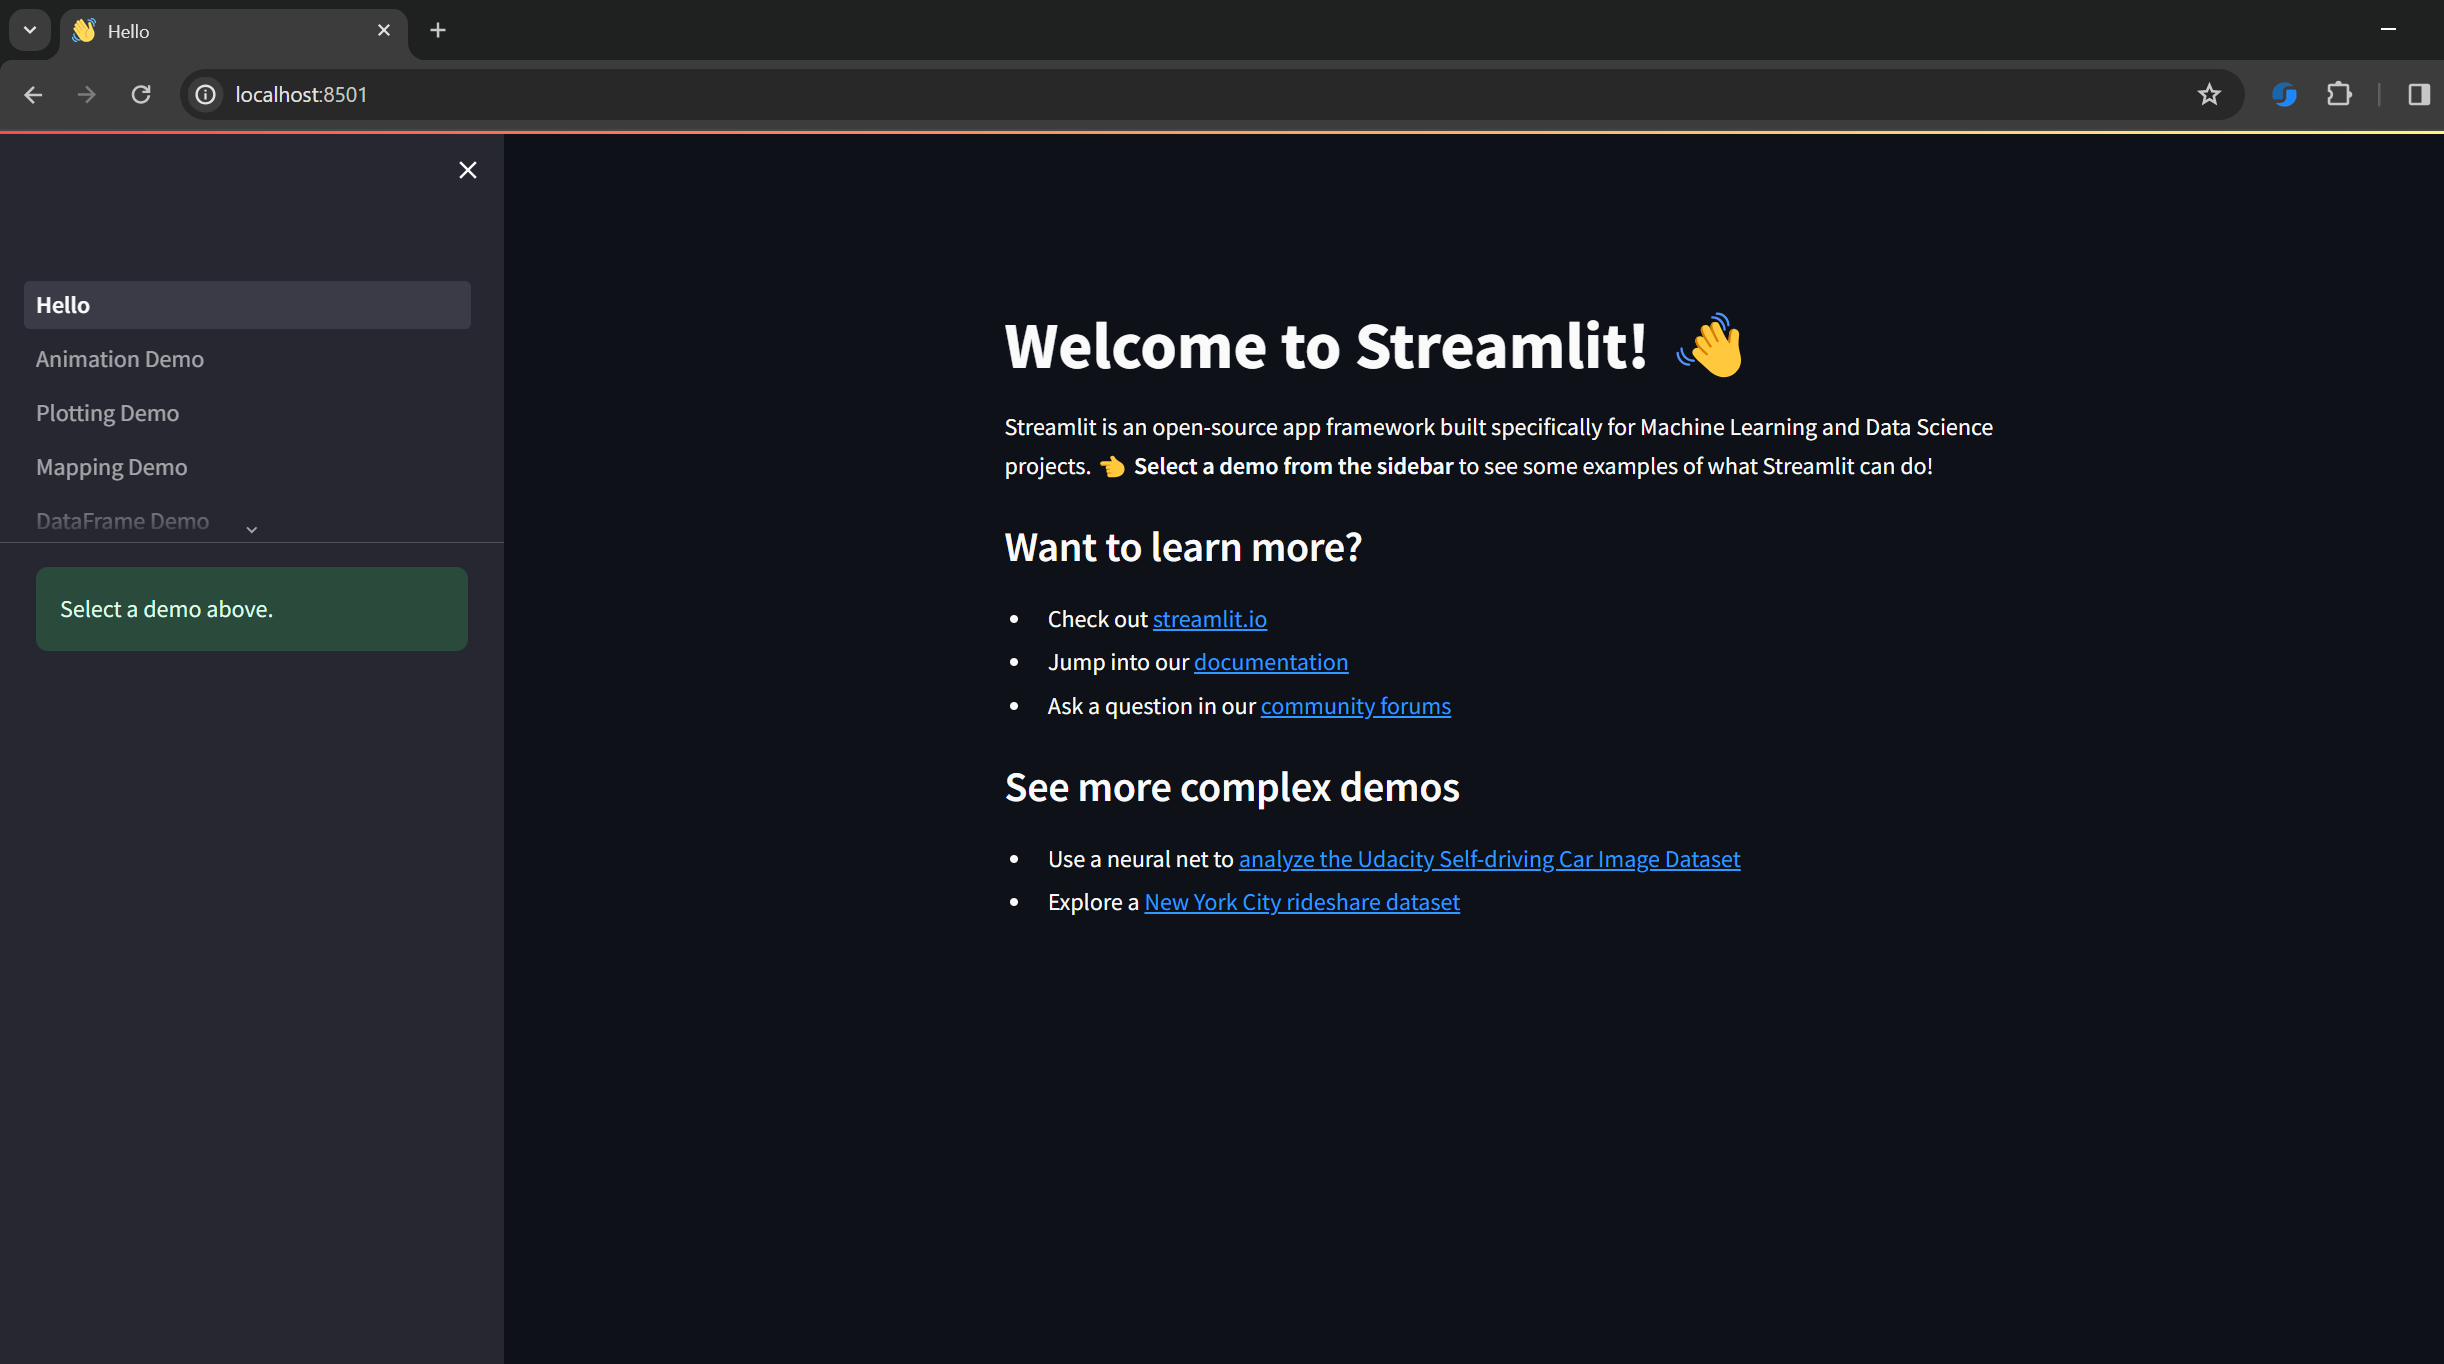 Hello
localhost:8501
Hello
Animation Demo
Plotting Demo
Mapping Demo
DataFrame Demo
Select a demo above.
Welcome to Streamlit! 👋
Streamlit is an open-source app framework built specifically for Machine Learning and Data Science
projects. 👈 Select a demo from the sidebar to see some examples of what Streamlit can do!
Want to learn more?
• Check out streamlit.io
• Jump into our documentation
• Ask a question in our community forums
See more complex demos
• Use a neural net to analyze the Udacity Self-driving Car Image Dataset
• Explore a New York City rideshare dataset